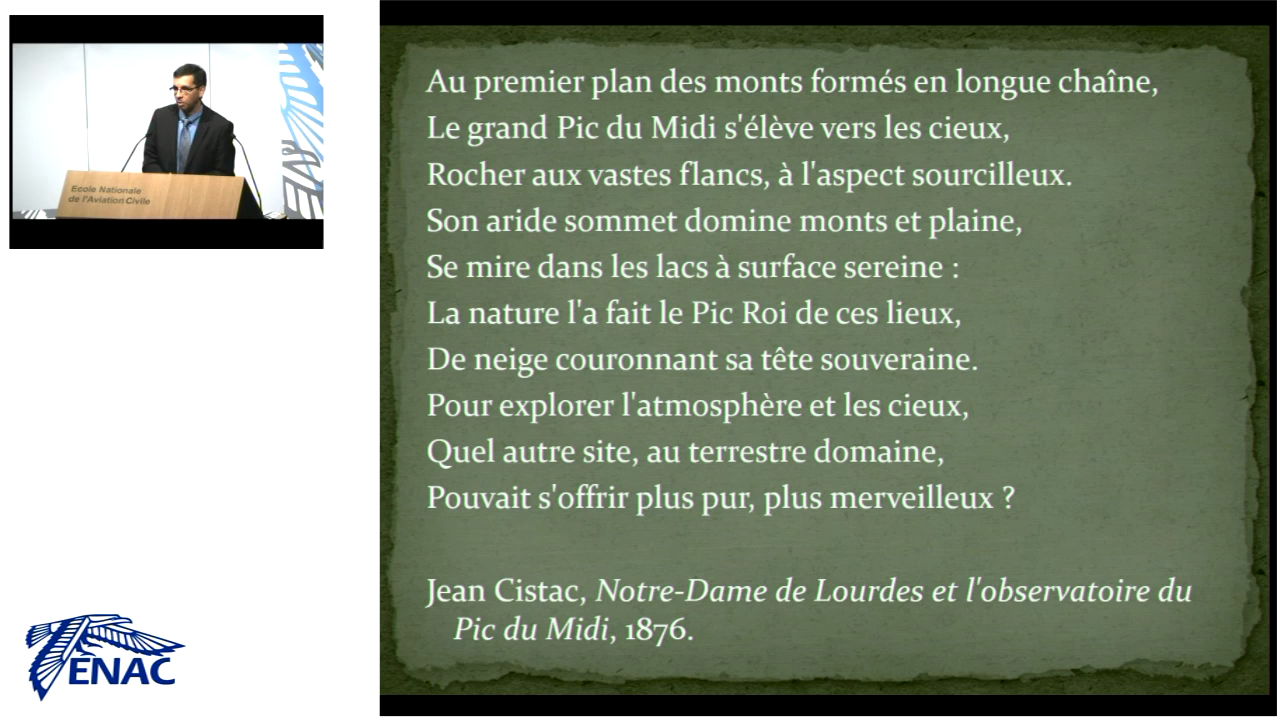 Ecole Nationale
de l'Aviation Civile
Au premier plan des monts formés en longue chaîne,
Le grand Pic du Midi s'élève vers les cieux,
Rocher aux vastes flancs, à l'aspect sourcilleux.
Son aride sommet domine monts et plaine,
Se mire dans les lacs à surface sereine :
La nature l'a fait le Pic Roi de ces lieux,
De neige couronnant sa tête souveraine.
Pour explorer l'atmosphère et les cieux,
Quel autre site, au terrestre domaine,
Pouvait s'offrir plus pur, plus merveilleux ?
Jean Cistac, Notre-Dame de Lourdes et l'observatoire du
Pic du Midi, 1876.
ENAC